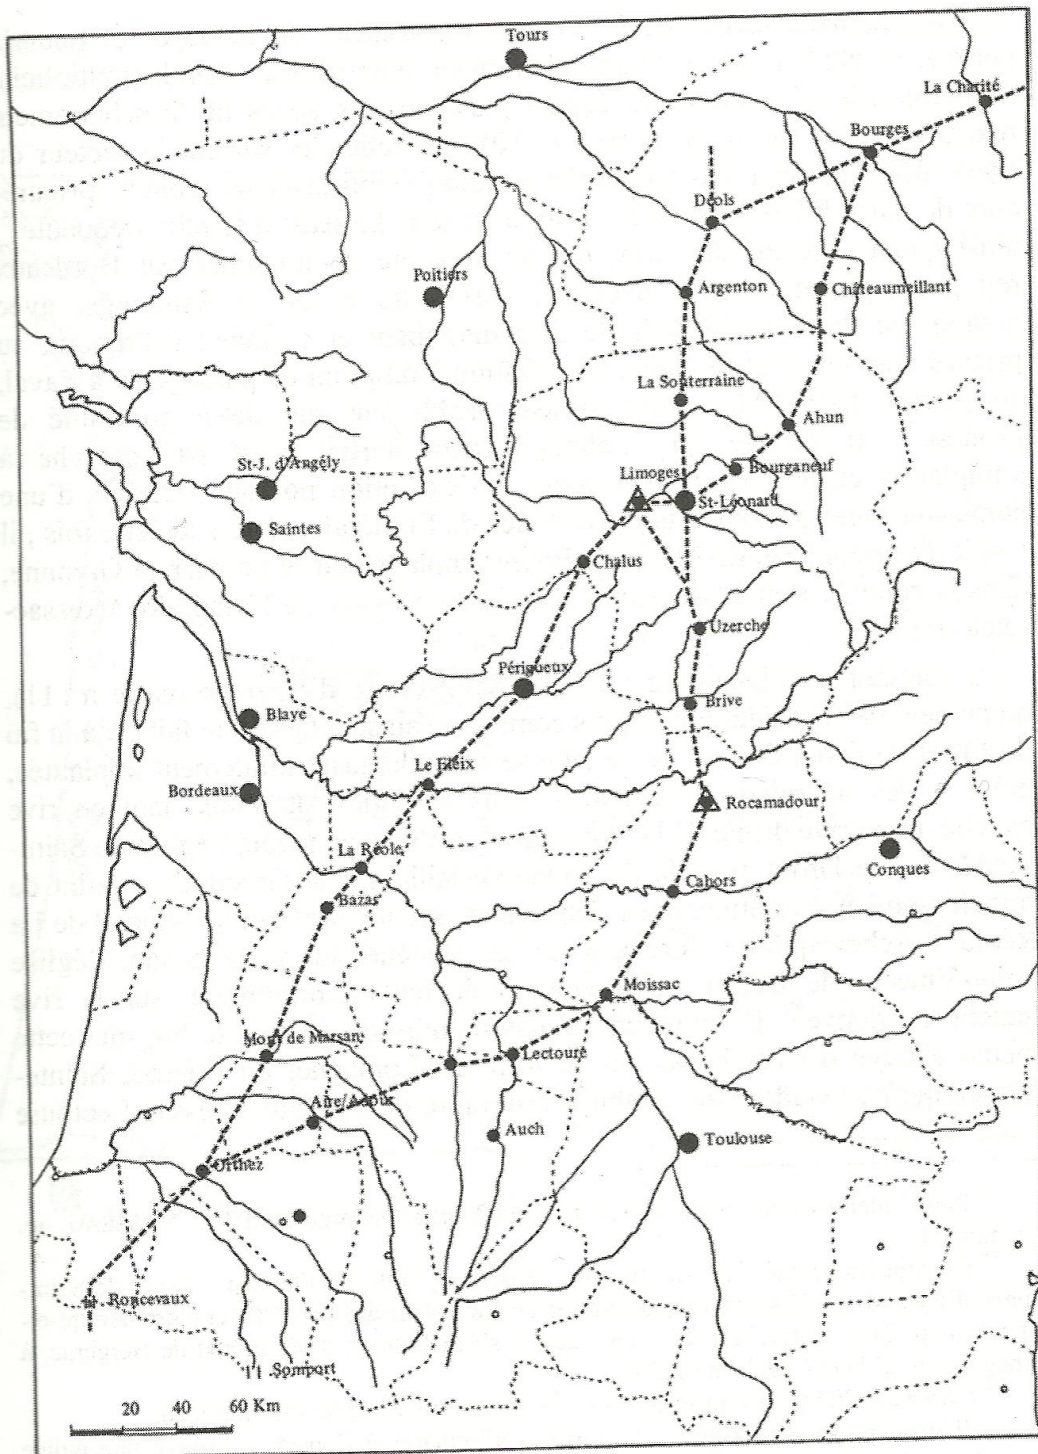 Tours
La Charité
Bourges
Déols
Poitiers
Argenton
Châteaumeillant
La Souterraine
Ahun
St-J. d'Angély
Limoges
Bourganeuf
St-Léonard
Saintes
Chalus
Uzerche
Périgueux
Brive
Blaye
Le Fleix
Bordeaux
Rocamadour
La Réole
Conques
Cahors
Bazas
Moissac
Mont de Marsan
Lectoure
Aire/Adour
Auch
Toulouse
Orthez
Roncevaux
Somport
20 40 60 Km